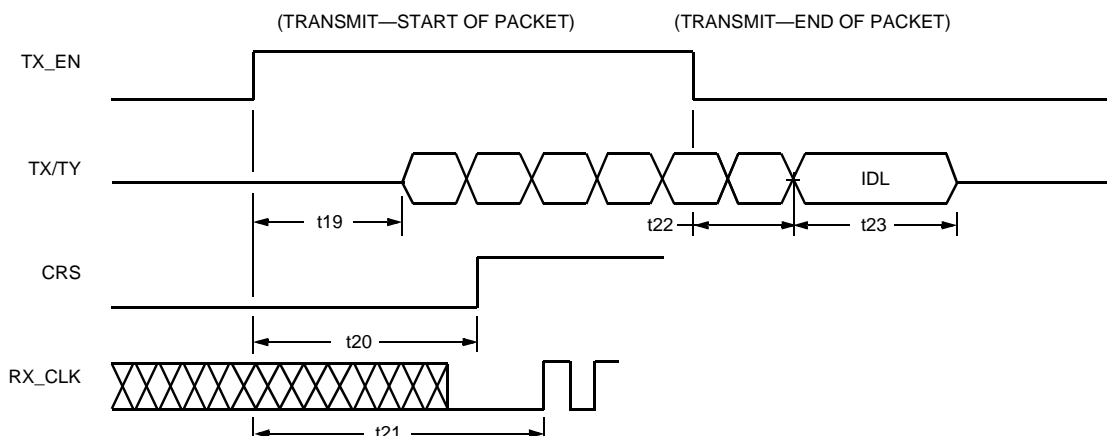 (TRANSMIT—START OF PACKET) (TRANSMIT—END OF PACKET)
TX_EN
TX/TY
IDL
t19
t22
t23
CRS
t20
RX_CLK
t21